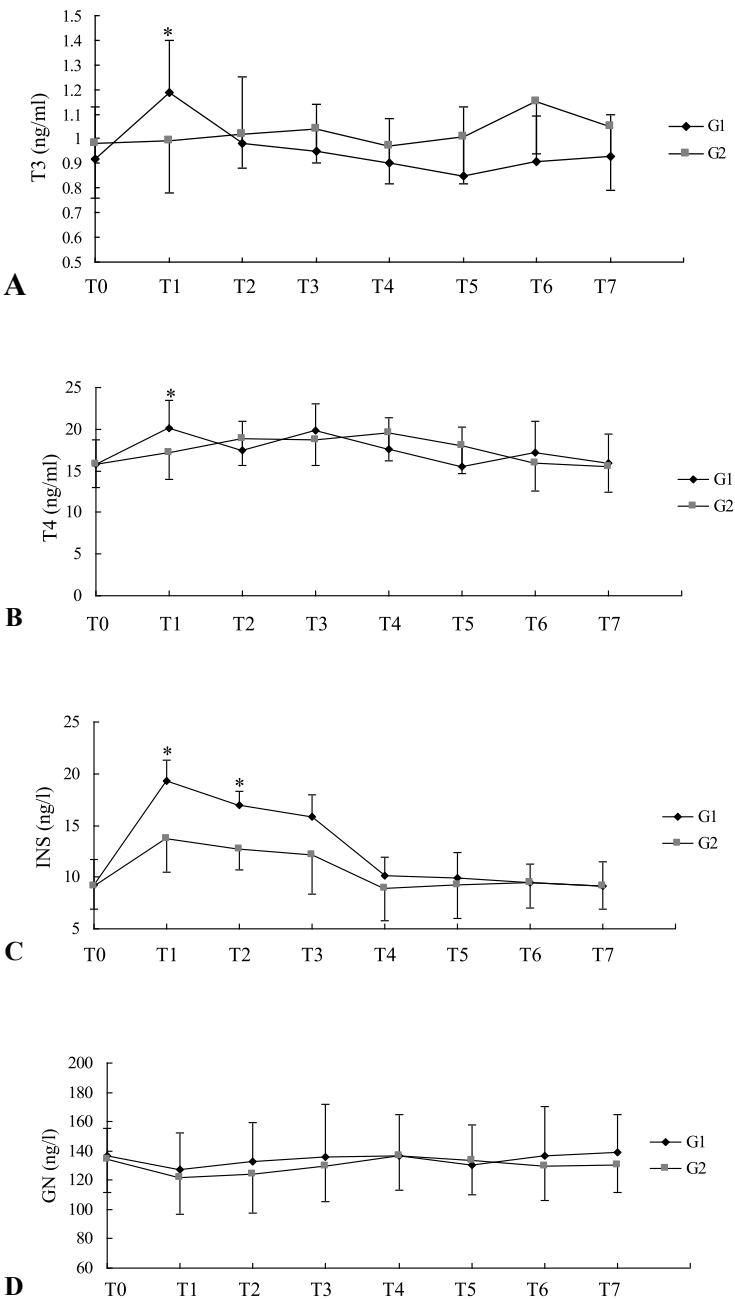 1.5
*
1.4
1.3
1.2
1.1
1
0.9
0.8
0.7
0.6
0.5
T3 (ng/ml)
G1
G2
T0 T1 T2 T3 T4 T5 T6 T7
A
25
*
20
15
10
5
0
T4 (ng/ml)
G1
G2
T0 T1 T2 T3 T4 T5 T6 T7
B
25
*
*
20
15
10
5
INS (ng/l)
G1
G2
T0 T1 T2 T3 T4 T5 T6 T7
C
200
180
160
140
120
100
80
60
GN (ng/l)
G1
G2
T0 T1 T2 T3 T4 T5 T6 T7
D